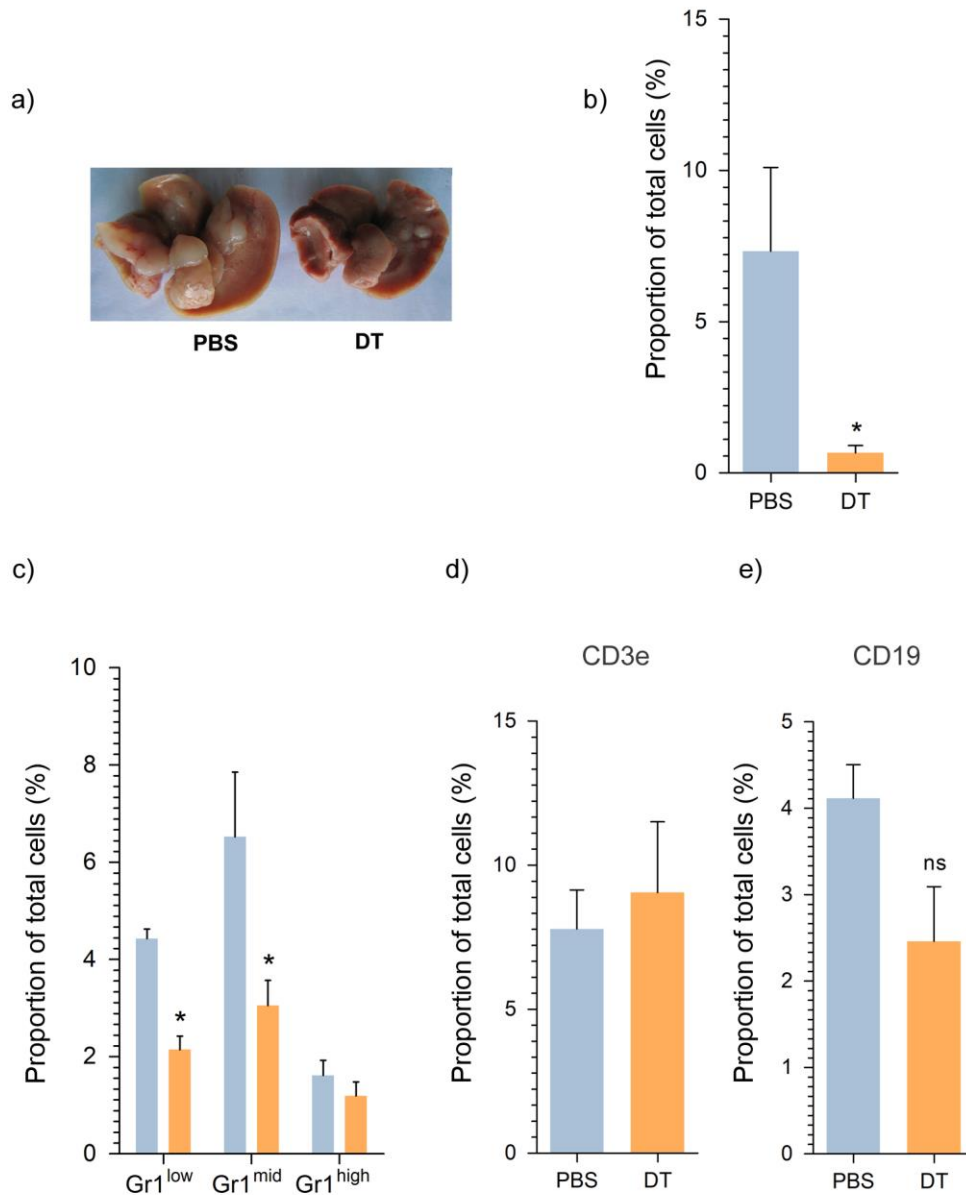 a)
PBS
DT
b)
Proportion of total cells (%)
15
10
5
0
*
PBS
DT
c)
Proportion of total cells (%)
10
8
6
4
2
0
*
*
Gr1low
Gr1mid
Gr1high
d)
CD3e
Proportion of total cells (%)
15
10
5
0
PBS
DT
e)
CD19
Proportion of total cells (%)
5
4
3
2
1
0
ns
PBS
DT